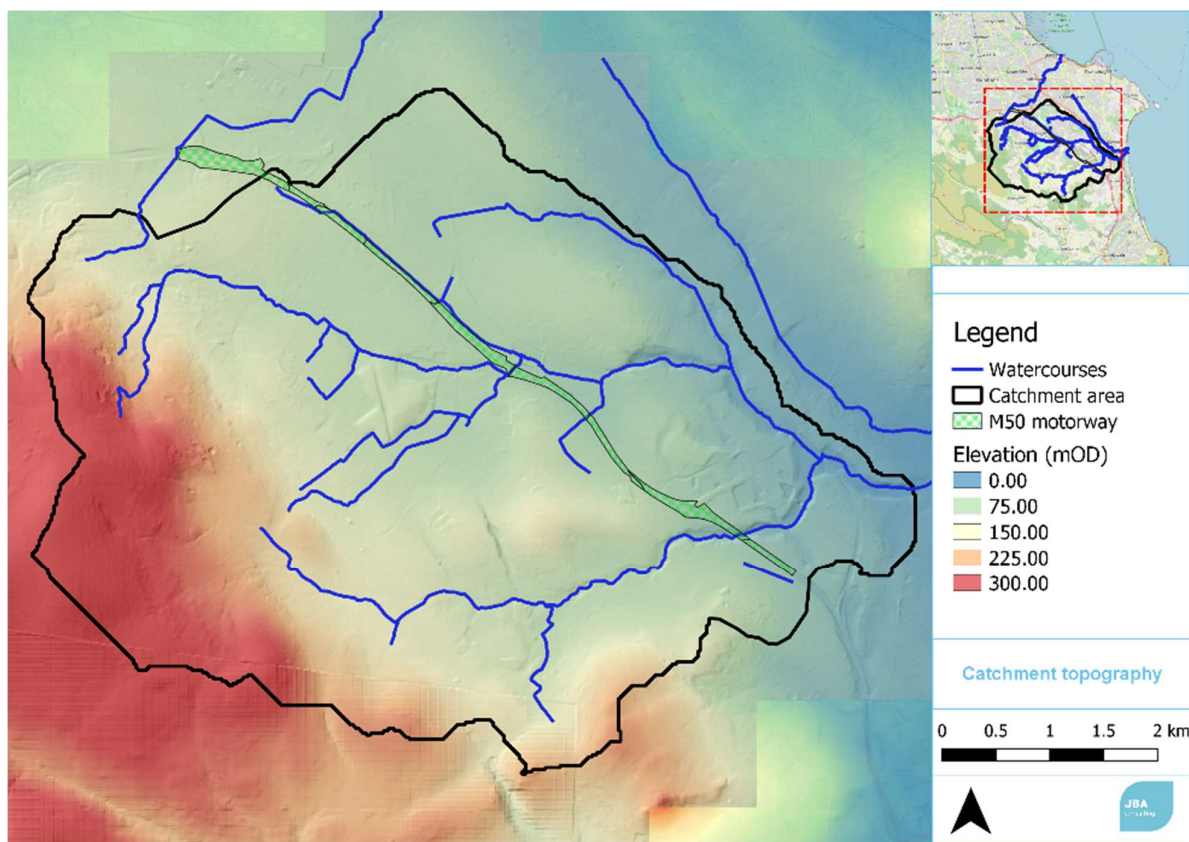 Legend
Watercourses
Catchment area
M50 motorway
Elevation (mOD)
0.00
75.00
150.00
225.00
300.00
Catchment topography
0 0.5 1 1.5 2 km
JBA
consulting